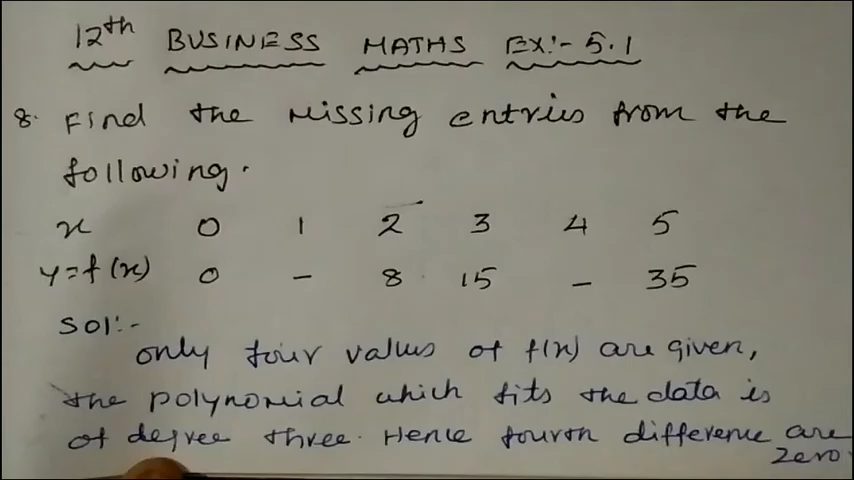 12th BUSINESS MATHS EX:- 5.1
8. Find the Missing entries from the
following.
x 0 1 2 3 4 5
y=f(x) 0 - 8 15 - 35
Sol:-
only four values of f(x) are given,
the polynomial which fits the data is
of degree three. Hence fourth difference are
zero.